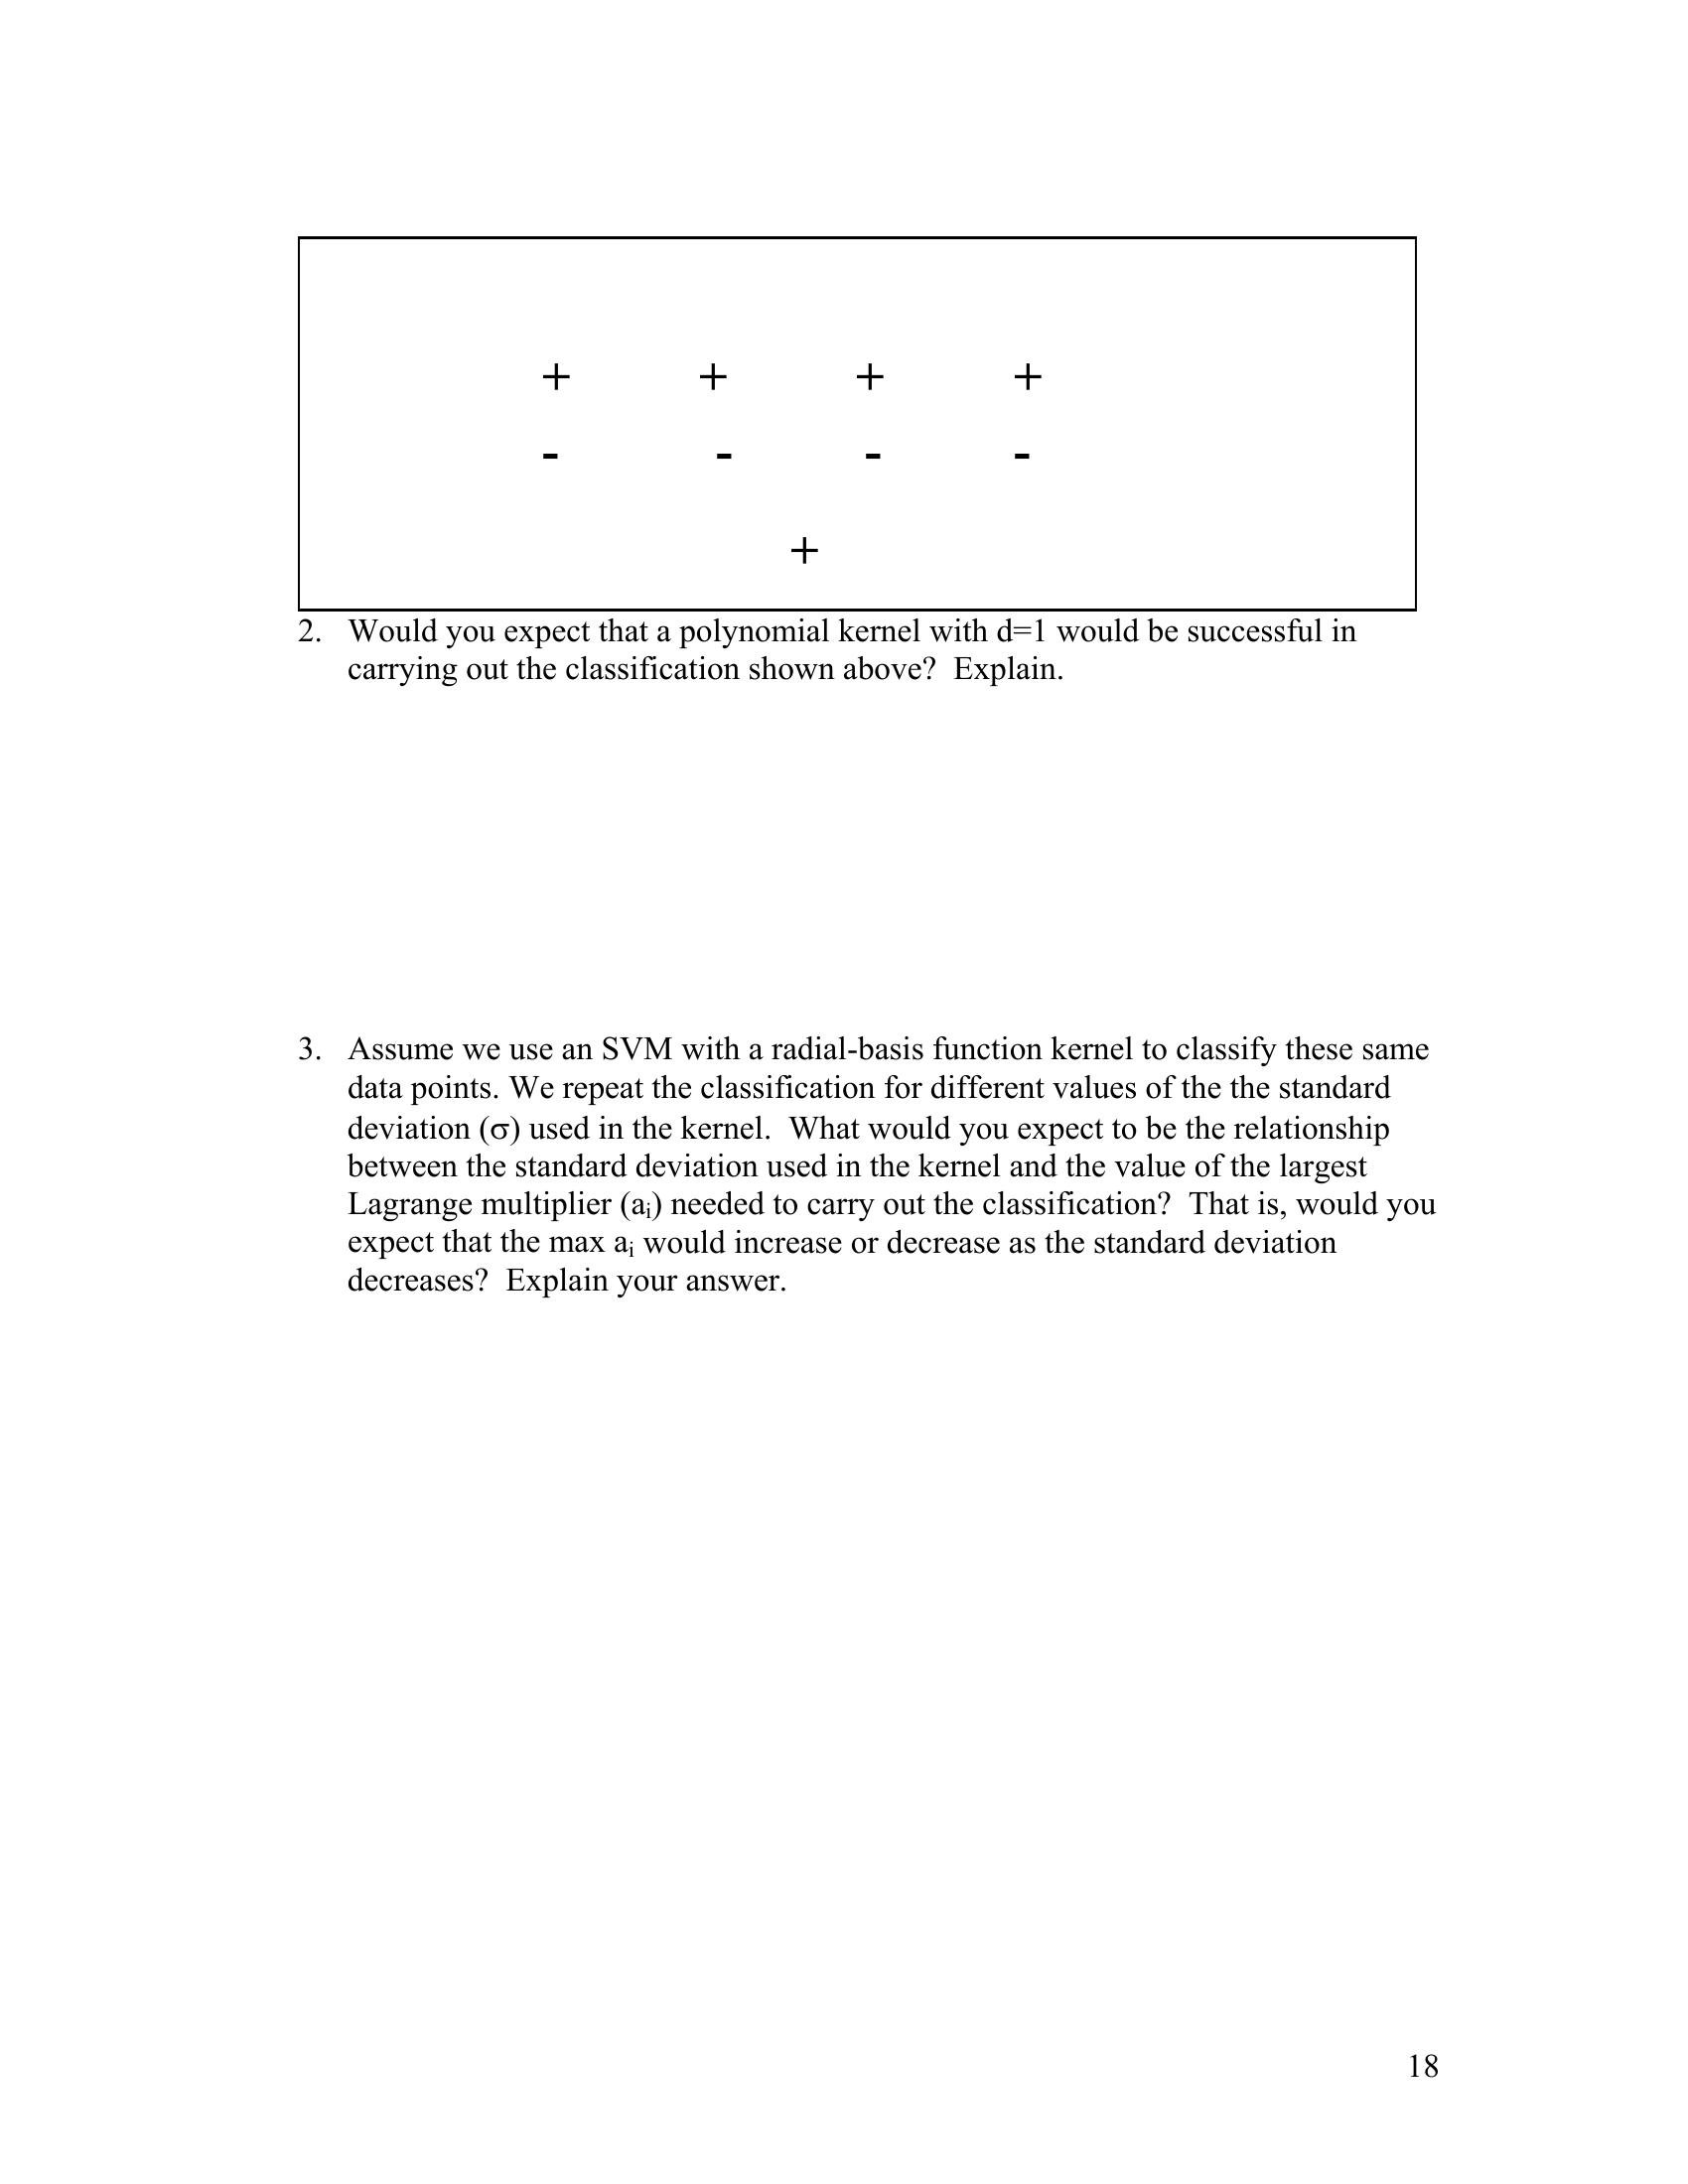 + + + +
- - - -
+
2. Would you expect that a polynomial kernel with d=1 would be successful in
carrying out the classification shown above?  Explain.
3. Assume we use an SVM with a radial-basis function kernel to classify these same
data points. We repeat the classification for different values of the the standard
deviation (σ) used in the kernel.  What would you expect to be the relationship
between the standard deviation used in the kernel and the value of the largest
Lagrange multiplier (ai) needed to carry out the classification?  That is, would you
expect that the max ai would increase or decrease as the standard deviation
decreases?  Explain your answer.
18